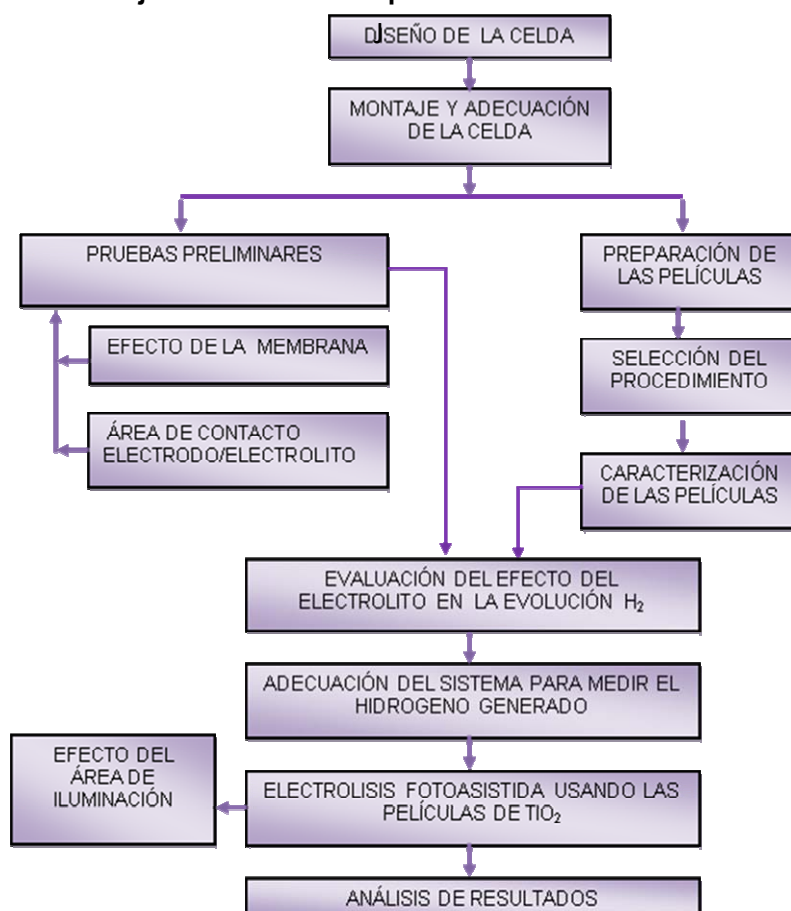 DISEÑO DE LA CELDA
MONTAJE Y ADECUACIÓN
DE LA CELDA
PRUEBAS PRELIMINARES
EFECTO DE LA MEMBRANA
ÁREA DE CONTACTO
ELECTRODO/ELECTROLITO
PREPARACIÓN DE
LAS PELÍCULAS
SELECCIÓN DEL
PROCEDIMIENTO
CARACTERIZACIÓN
DE LAS PELÍCULAS
EVALUACIÓN DEL EFECTO DEL
ELECTROLITO EN LA EVOLUCIÓN H₂
ADECUACIÓN DEL SISTEMA PARA MEDIR EL
HIDROGENO GENERADO
EFECTO DEL
ÁREA DE
ILUMINACIÓN
ELECTROLISIS FOTOASISTIDA USANDO LAS
PELÍCULAS DE TIO₂
ANÁLISIS DE RESULTADOS